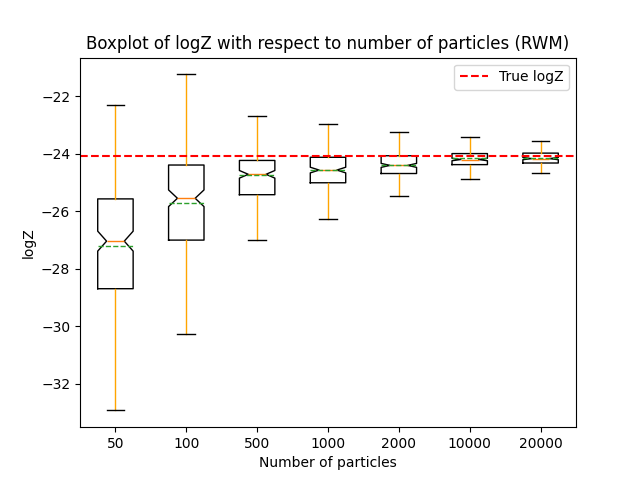 Boxplot of logZ with respect to number of particles (RWM)
True logZ
−22
−24
−26
−28
−30
−32
logZ
50 100 500 1000 2000 10000 20000
Number of particles